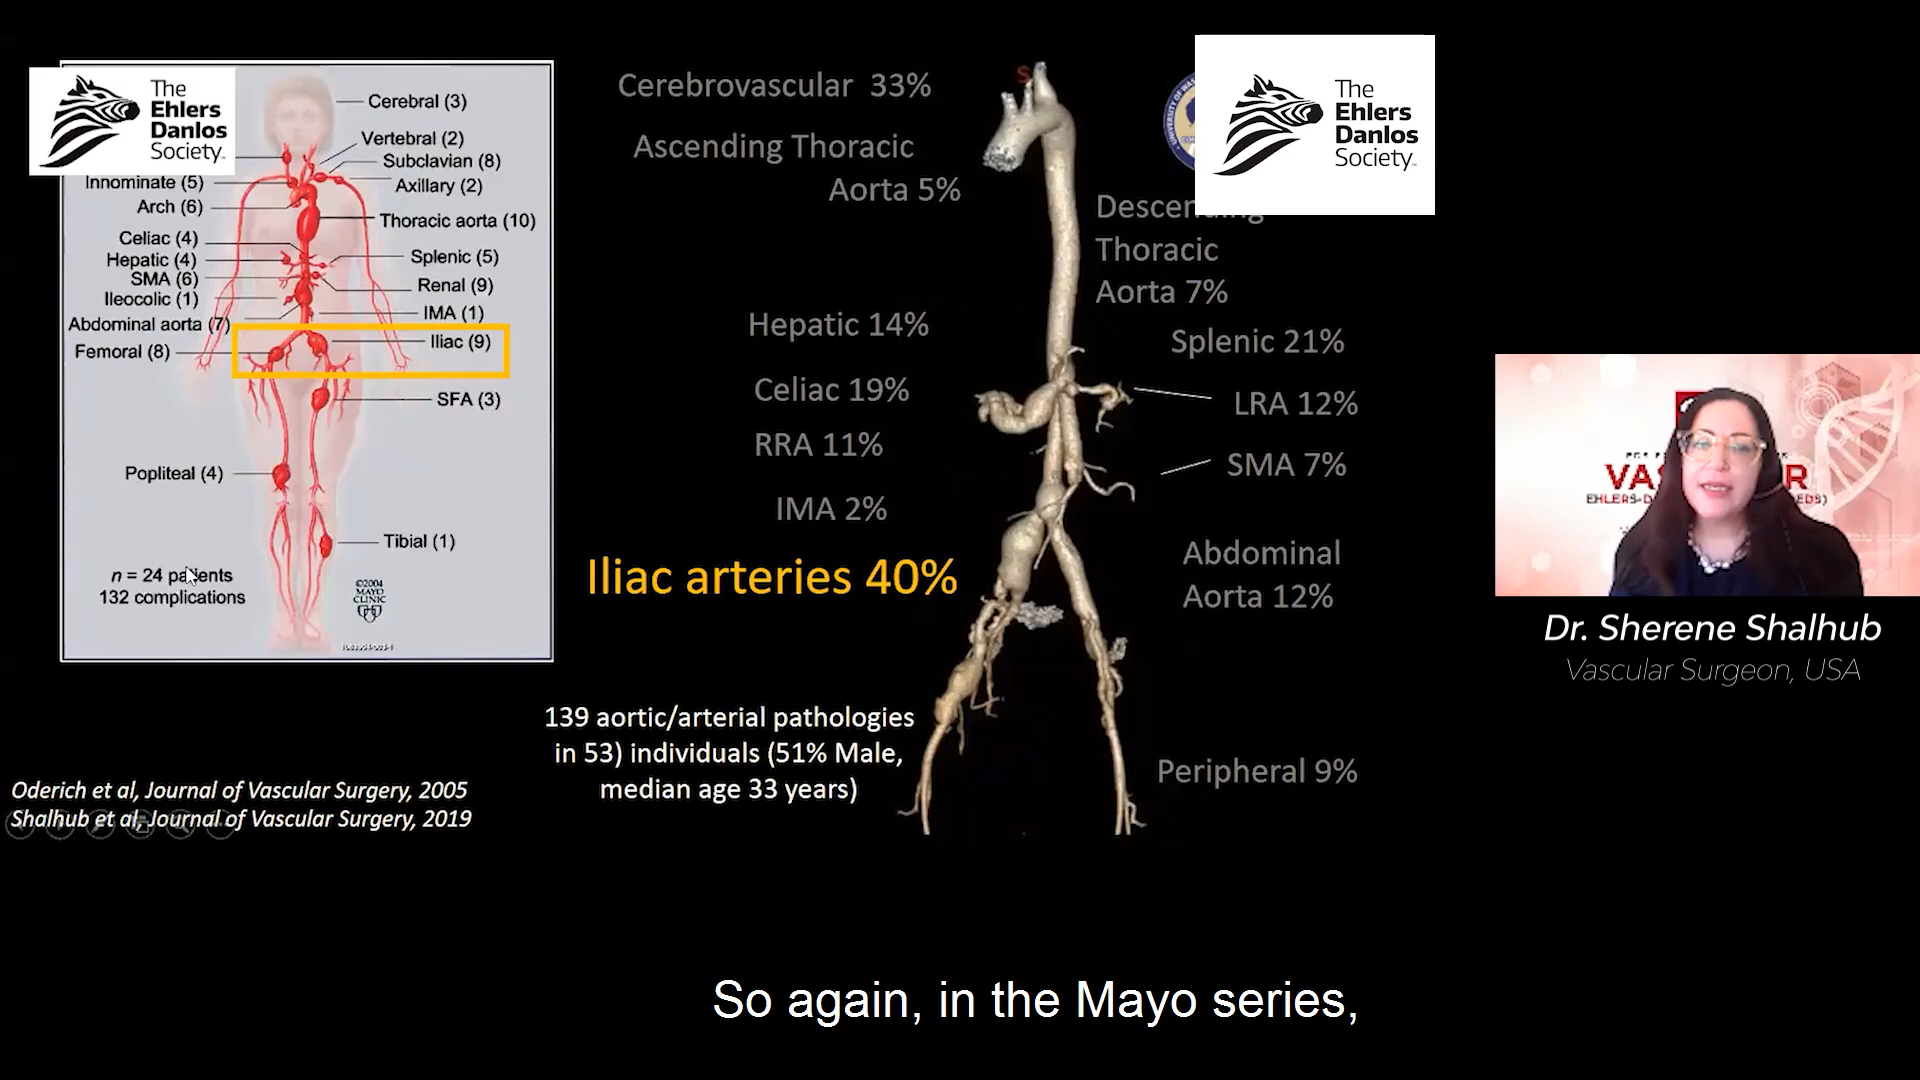 The
Ehlers
Danlos
Society
Cerebral (3)
Vertebral (2)
Subclavian (8)
Innominate (5)
Axillary (2)
Arch (6)
Thoracic aorta (10)
Celiac (4)
Hepatic (4)
Splenic (5)
SMA (6)
Renal (9)
Ileocolic (1)
IMA (1)
Abdominal aorta (7)
Iliac (9)
Femoral (8)
SFA (3)
Popliteal (4)
Tibial (1)
n = 24 patients
132 complications
©2004
MAYO
CLINIC
Cerebrovascular 33%
Ascending Thoracic
Aorta 5%
The
Ehlers
Danlos
Society
Descending
Thoracic
Aorta 7%
Hepatic 14%
Splenic 21%
Celiac 19%
LRA 12%
RRA 11%
SMA 7%
IMA 2%
Abdominal
Aorta 12%
Iliac arteries 40%
139 aortic/arterial pathologies
in 53) individuals (51% Male,
median age 33 years)
Peripheral 9%
Oderich et al, Journal of Vascular Surgery, 2005
Shalhub et al, Journal of Vascular Surgery, 2019
Dr. Sherene Shalhub
Vascular Surgeon, USA
So again, in the Mayo series,